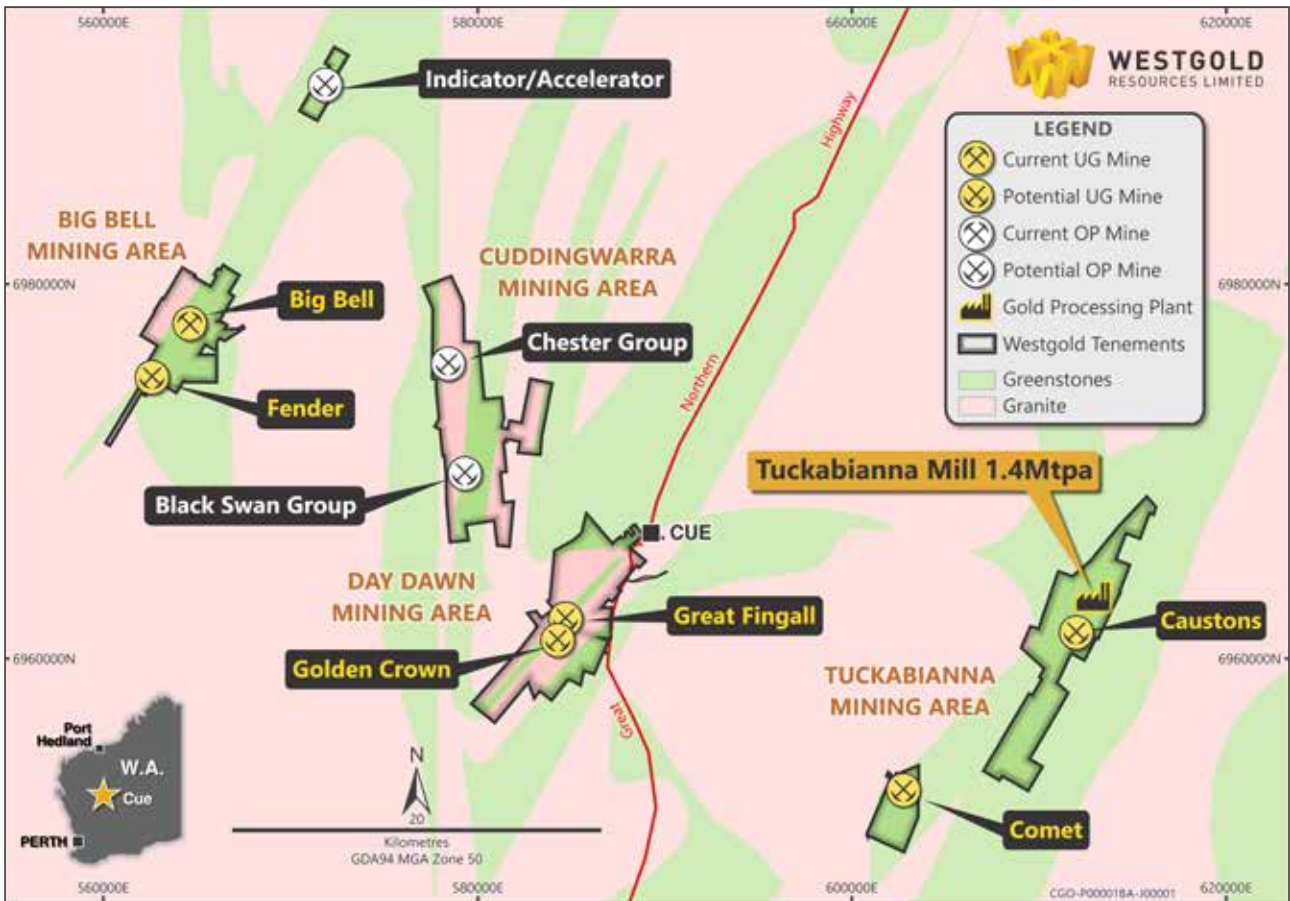 560000E
580000E
660000E
620000E
WESTGOLD
RESOURCES LIMITED
Indicator/Accelerator
Highway
LEGEND
Current UG Mine
Potential UG Mine
Current OP Mine
Potential OP Mine
Gold Processing Plant
Westgold Tenements
Greenstones
Granite
BIG BELL
MINING AREA
CUDDINGWARRA
MINING AREA
6980000N
6980000N
Big Bell
Chester Group
Fender
Northern
Tuckabianna Mill 1.4Mtpa
Black Swan Group
CUE
DAY DAWN
MINING AREA
Great Fingall
Caustons
Golden Crown
6960000N
6960000N
TUCKABIANNA
MINING AREA
Great
Port
Hedland
W.A.
Cue
PERTH
N
20
Kilometres
GDA94 MGA Zone 50
Comet
560000E
580000E
600000E
620000E
CGO-P00001BA-J00001